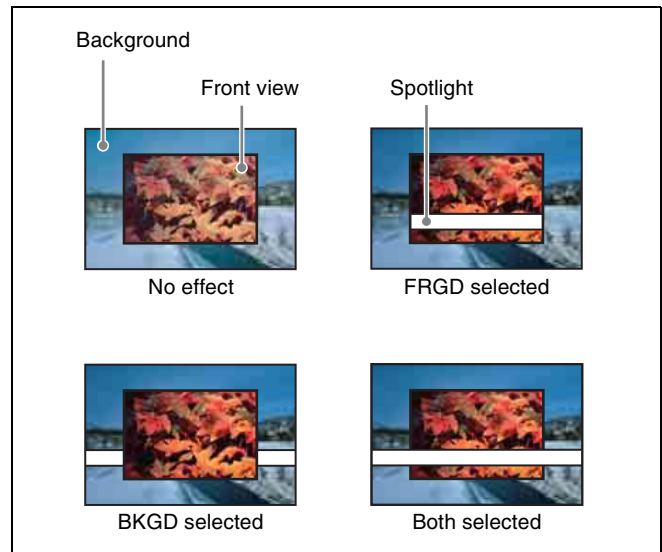 Background
Front view
Spotlight
No effect
FRGD selected
BKGD selected
Both selected